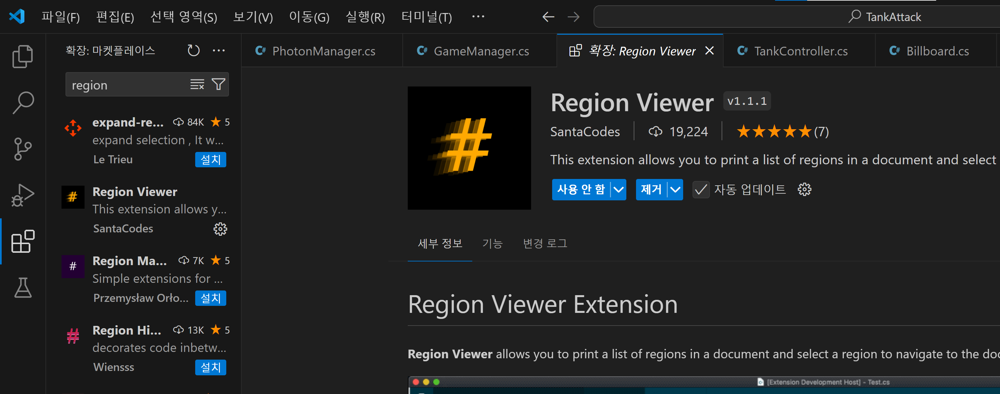 파일(F) 편집(E) 선택 영역(S) 보기(V) 이동(G) 실행(R) 터미널(T) ··· TankAttack
확장: 마켓플레이스 ···
PhotonManager.cs GameManager.cs 확장: Region Viewer TankController.cs Billboard.cs
region
expand-re... 84K 5
expand selection , It w...
Le Trieu 설치
Region Viewer
This extension allows y...
SantaCodes
Region Ma... 7K 5
Simple extensions for ...
Przemysław Orło... 설치
Region Hi... 13K 5
decorates code inbetw...
Wiensss 설치
Region Viewer v1.1.1
SantaCodes 19,224 ★★★★★(7)
This extension allows you to print a list of regions in a document and select
사용 안 함 제거 자동 업데이트
세부 정보 기능 변경 로그
Region Viewer Extension
Region Viewer allows you to print a list of regions in a document and select a region to navigate to the doc
[Extension Development Host] - Test.cs